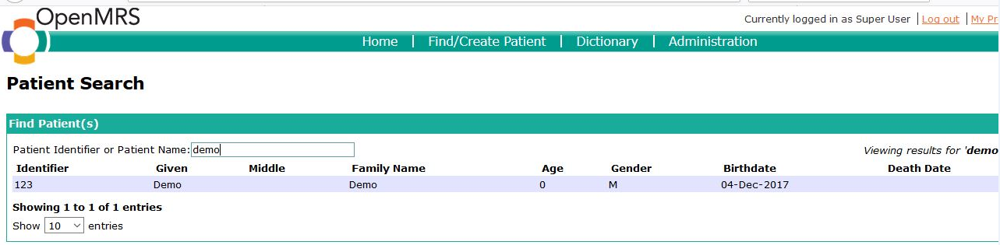 OpenMRS
Currently logged in as Super User | Log out | My Pr
Home | Find/Create Patient | Dictionary | Administration
Patient Search
Find Patient(s)
Patient Identifier or Patient Name: demo Viewing results for 'demo
Identifier Given Middle Family Name Age Gender Birthdate Death Date
123 Demo Demo 0 M 04-Dec-2017
Showing 1 to 1 of 1 entries
Show 10 entries